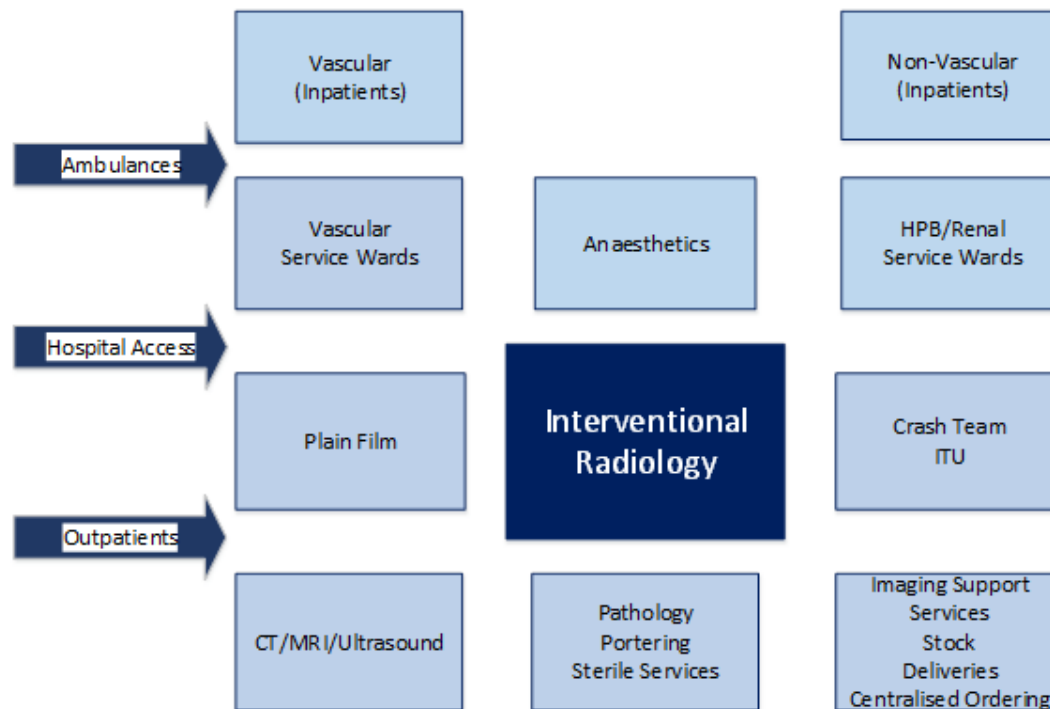 Vascular
(Inpatients)
Non-Vascular
(Inpatients)
Ambulances
Vascular
Service Wards
Anaesthetics
HPB/Renal
Service Wards
Hospital Access
Plain Film
Interventional
Radiology
Crash Team
ITU
Outpatients
CT/MRI/Ultrasound
Pathology
Portering
Sterile Services
Imaging Support
Services
Stock
Deliveries
Centralised Ordering